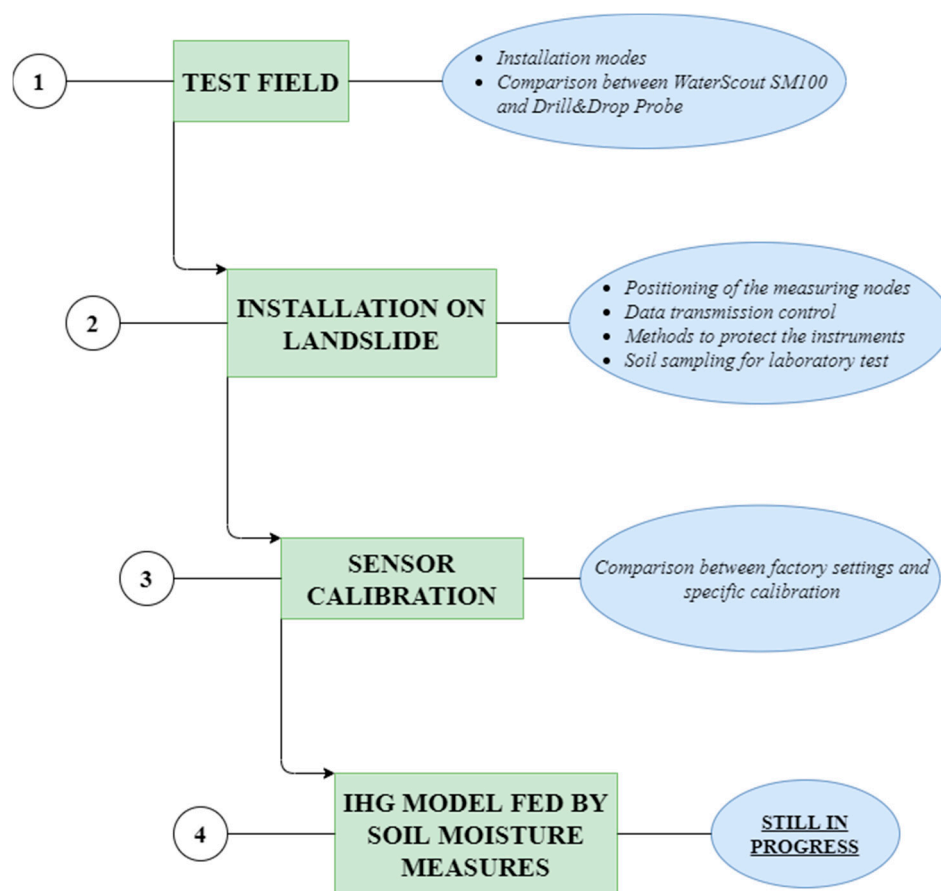 1
TEST FIELD
• Installation modes
• Comparison between WaterScout SM100
and Drill&Drop Probe
2
INSTALLATION ON
LANDSLIDE
• Positioning of the measuring nodes
• Data transmission control
• Methods to protect the instruments
• Soil sampling for laboratory test
3
SENSOR
CALIBRATION
Comparison between factory settings and
specific calibration
4
IHG MODEL FED BY
SOIL MOISTURE
MEASURES
STILL IN
PROGRESS